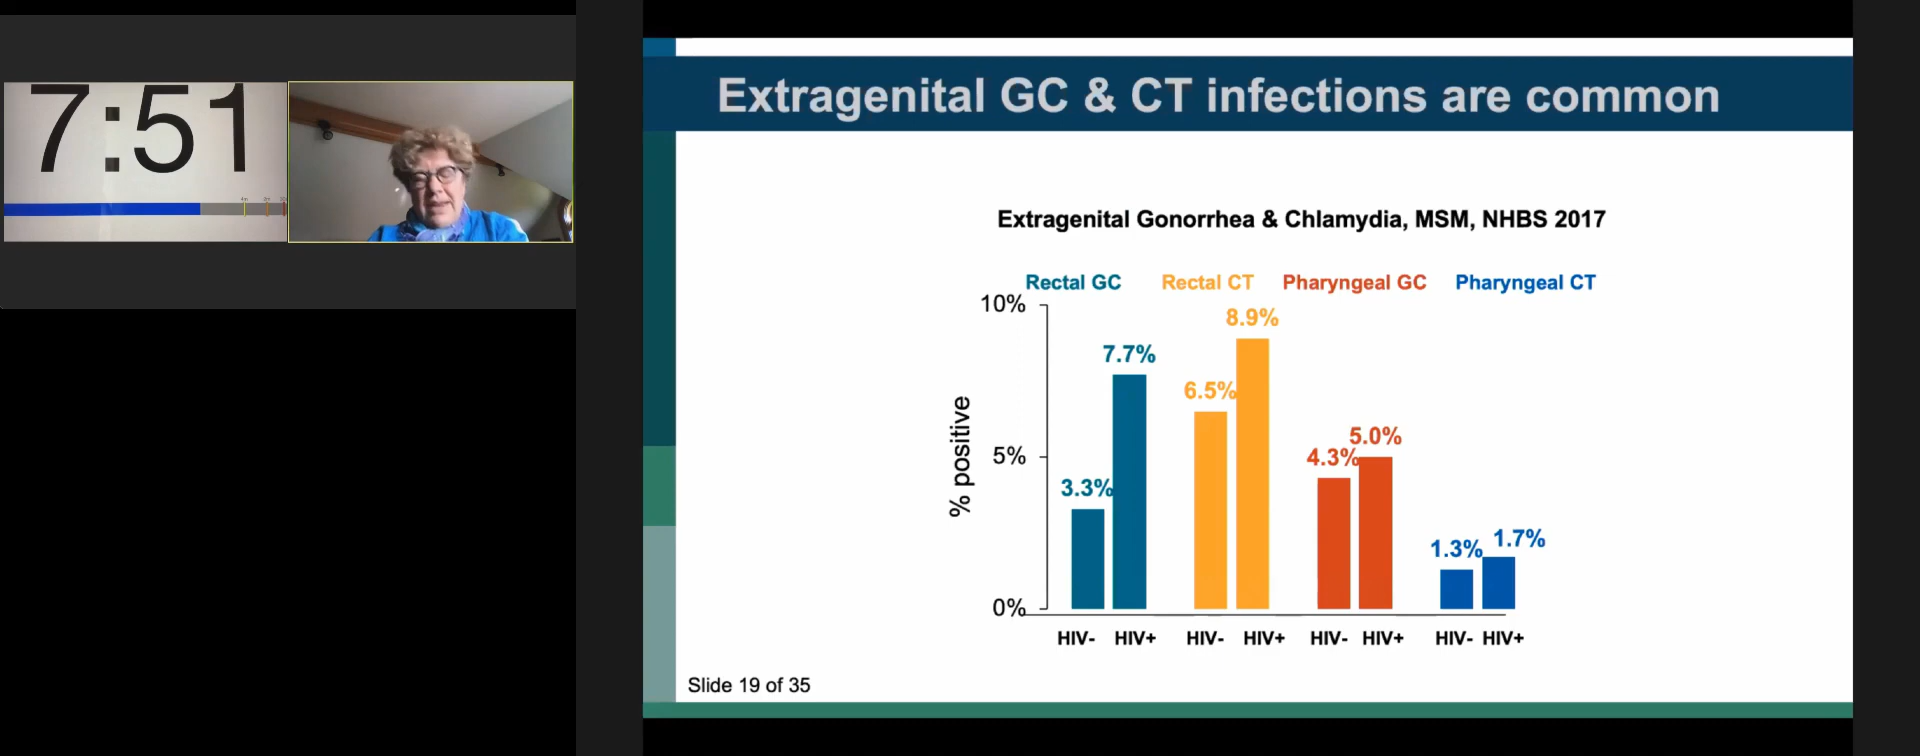 7:51
Extragenital GC & CT infections are common
Extragenital Gonorrhea & Chlamydia, MSM, NHBS 2017
Rectal GC Rectal CT Pharyngeal GC Pharyngeal CT
10%
5%
0%
% positive
3.3% 7.7% 6.5% 8.9% 4.3% 5.0% 1.3% 1.7%
HIV- HIV+ HIV- HIV+ HIV- HIV+ HIV- HIV+
Slide 19 of 35